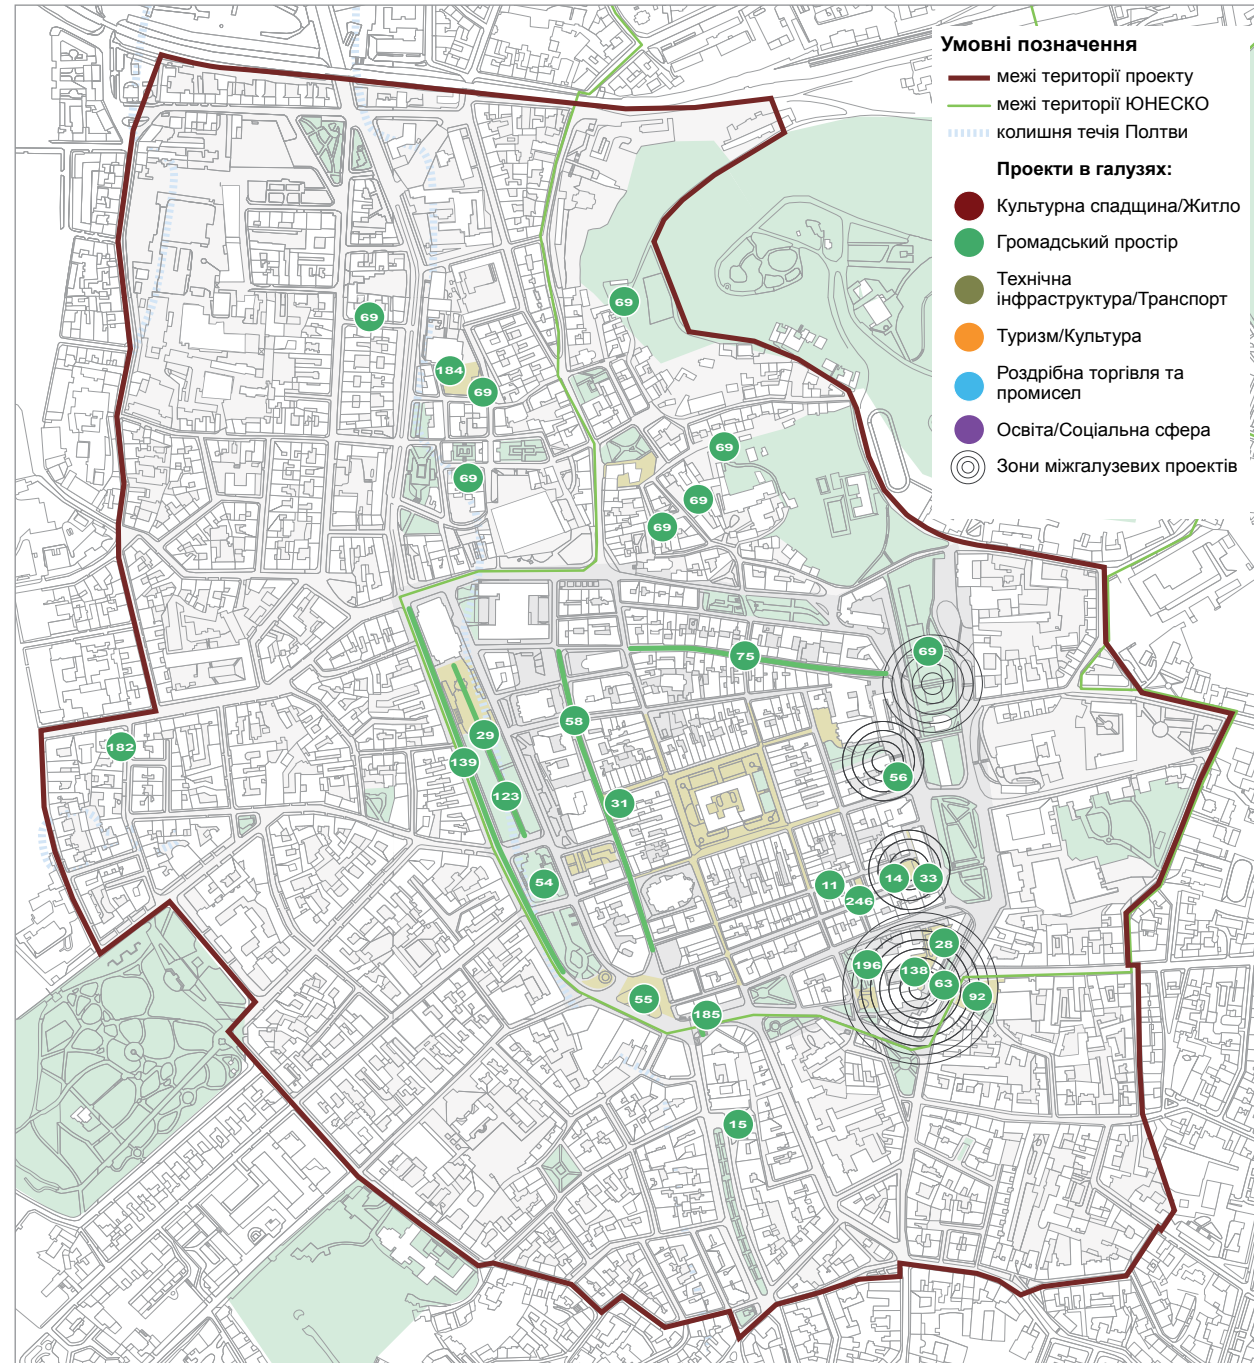 Умовні позначення
межі території проекту
межі території ЮНЕСКО
колишня течія Полтви
Проекти в галузях:
Культурна спадщина/Житло
Громадський простір
Технічна
інфраструктура/Транспорт
Туризм/Культура
Роздрібна торгівля та
промисел
Освіта/Соціальна сфера
Зони міжгалузевих проектів
69
69
184
69
69
69
69
69
75
69
58
29
182
139
56
123
31
54
11
14
33
246
28
196
138
63
92
55
185
15